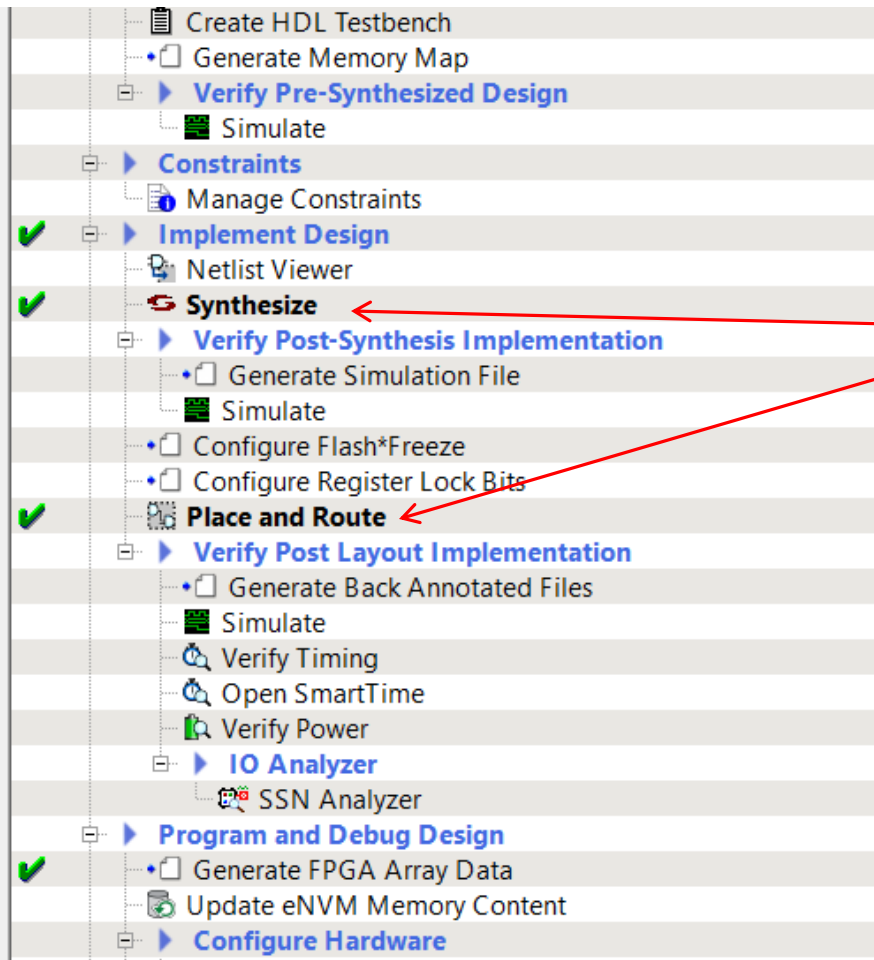 Create HDL Testbench
Generate Memory Map
Verify Pre-Synthesized Design
Simulate
Constraints
Manage Constraints
Implement Design
Netlist Viewer
Synthesize
Verify Post-Synthesis Implementation
Generate Simulation File
Simulate
Configure Flash*Freeze
Configure Register Lock Bits
Place and Route
Verify Post Layout Implementation
Generate Back Annotated Files
Simulate
Verify Timing
Open SmartTime
Verify Power
IO Analyzer
SSN Analyzer
Program and Debug Design
Generate FPGA Array Data
Update eNVM Memory Content
Configure Hardware